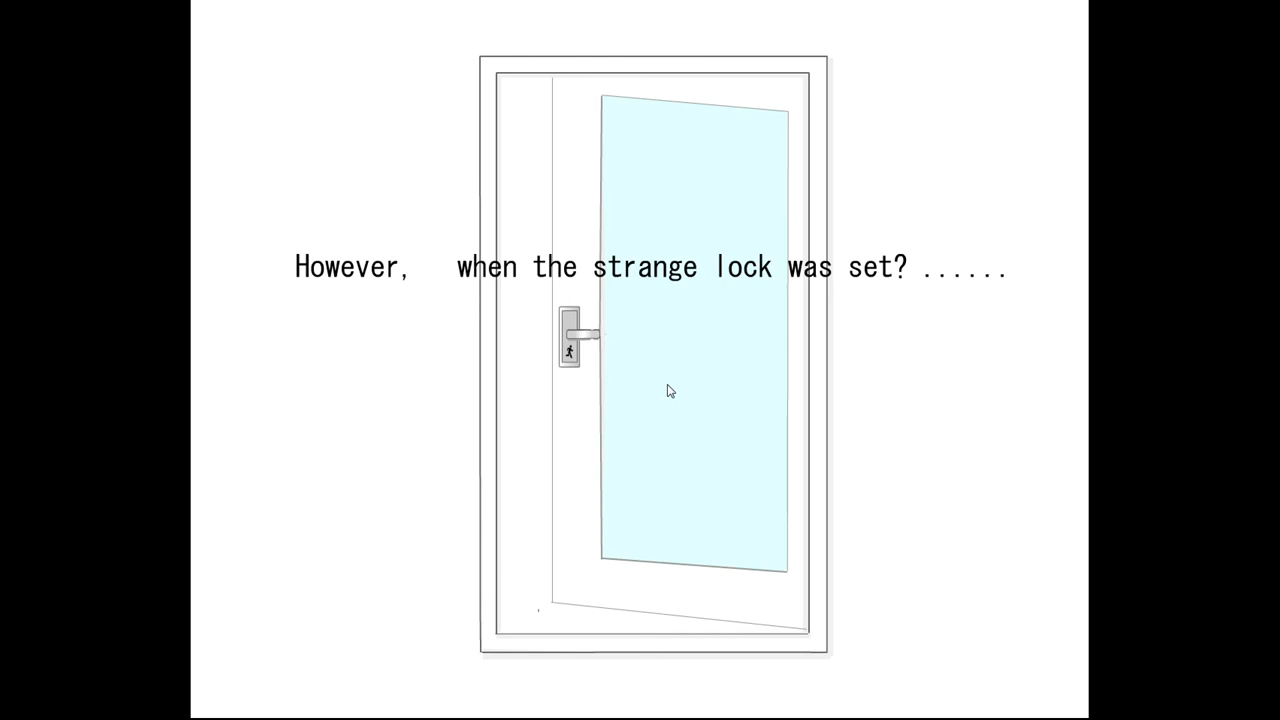 However, when the strange lock was set? ......